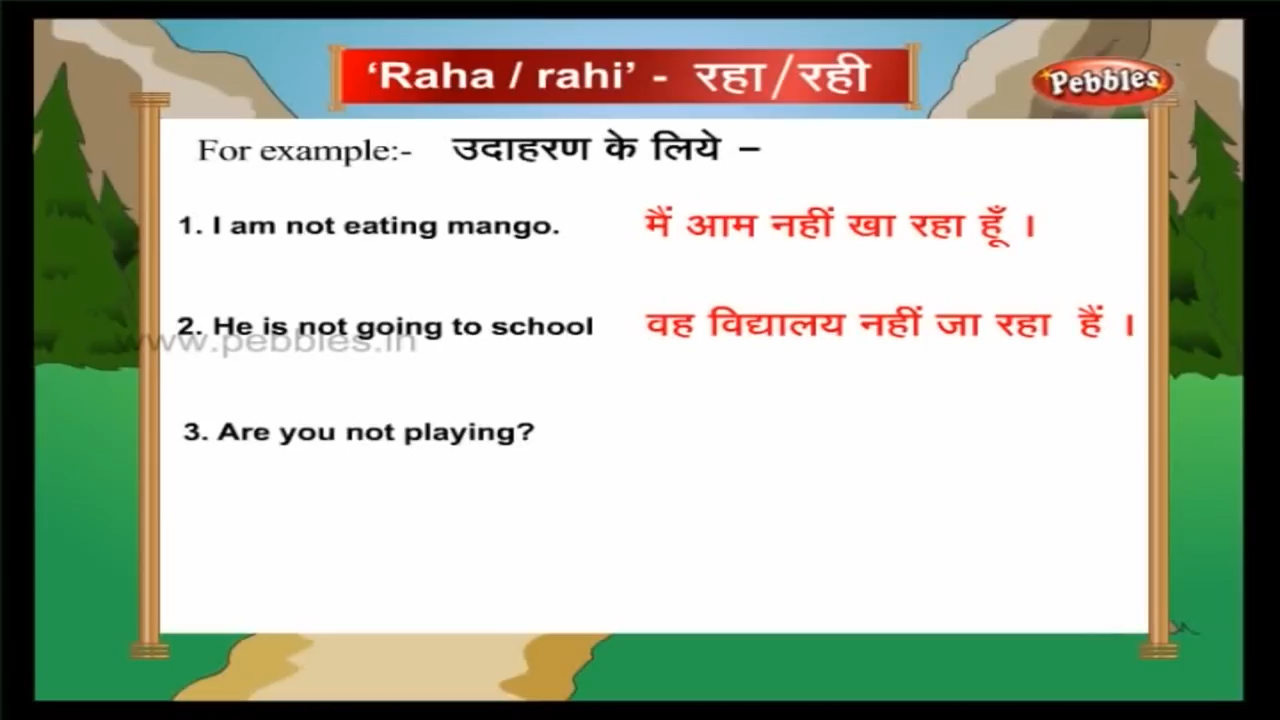 ‘Raha / rahi’ - रहा/रही
Pebbles
For example:- उदाहरण के लिये –
1. I am not eating mango. मैं आम नहीं खा रहा हूँ ।
2. He is not going to school वह विद्यालय नहीं जा रहा हैं ।
www.pebbles.in
3. Are you not playing?